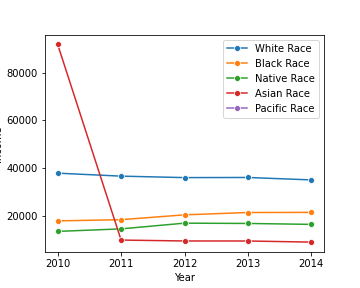 White Race
Black Race
Native Race
Asian Race
Pacific Race
80000
60000
40000
20000
2010 2011 2012 2013 2014
Year